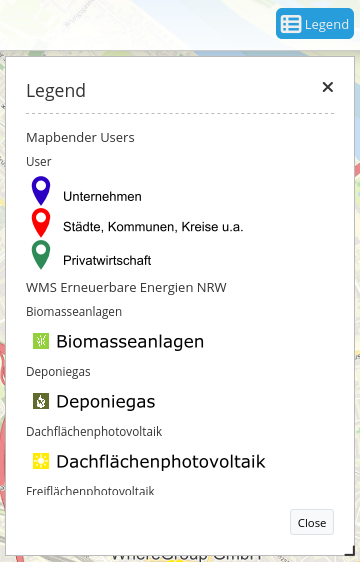 Legend
Legend
Mapbender Users
User
Unternehmen
Städte, Kommunen, Kreise u.a.
Privatwirtschaft
WMS Erneuerbare Energien NRW
Biomasseanlagen
Biomasseanlagen
Deponiegas
Deponiegas
Dachflächenphotovoltaik
Dachflächenphotovoltaik
Freiflächenphotovoltaik
Close
WhereGroup GmbH